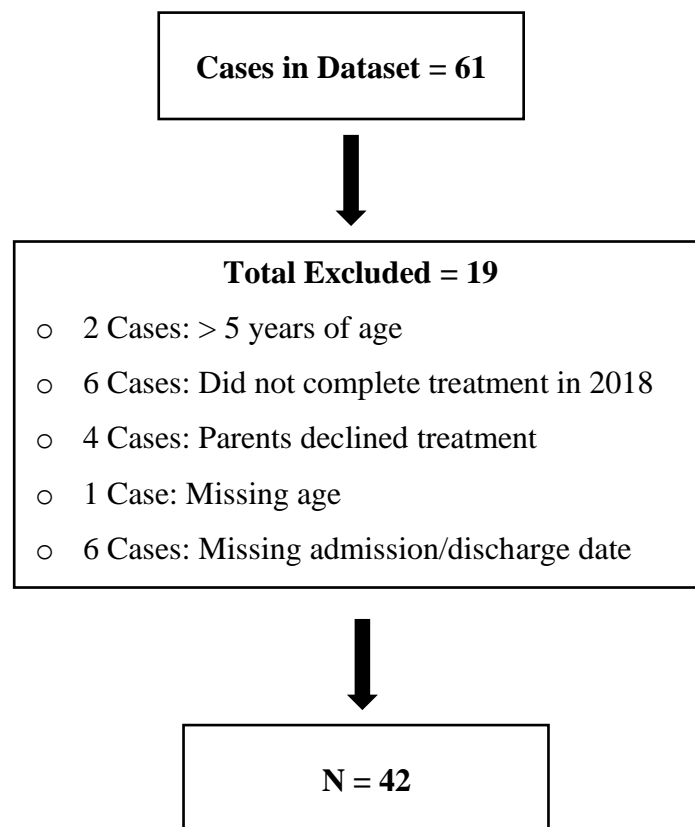 Cases in Dataset = 61
Total Excluded = 19
o 2 Cases: > 5 years of age
o 6 Cases: Did not complete treatment in 2018
o 4 Cases: Parents declined treatment
o 1 Case: Missing age
o 6 Cases: Missing admission/discharge date
N = 42